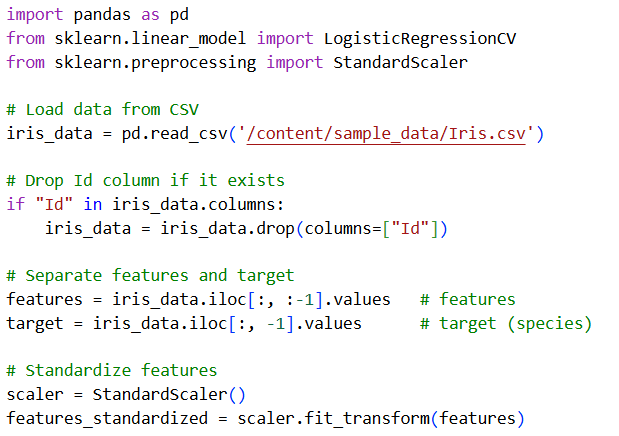 import pandas as pd
from sklearn.linear_model import LogisticRegressionCV
from sklearn.preprocessing import StandardScaler

# Load data from CSV
iris_data = pd.read_csv('/content/sample_data/Iris.csv')

# Drop Id column if it exists
if "Id" in iris_data.columns:
    iris_data = iris_data.drop(columns=["Id"])

# Separate features and target
features = iris_data.iloc[:, :-1].values   # features
target = iris_data.iloc[:, -1].values      # target (species)

# Standardize features
scaler = StandardScaler()
features_standardized = scaler.fit_transform(features)